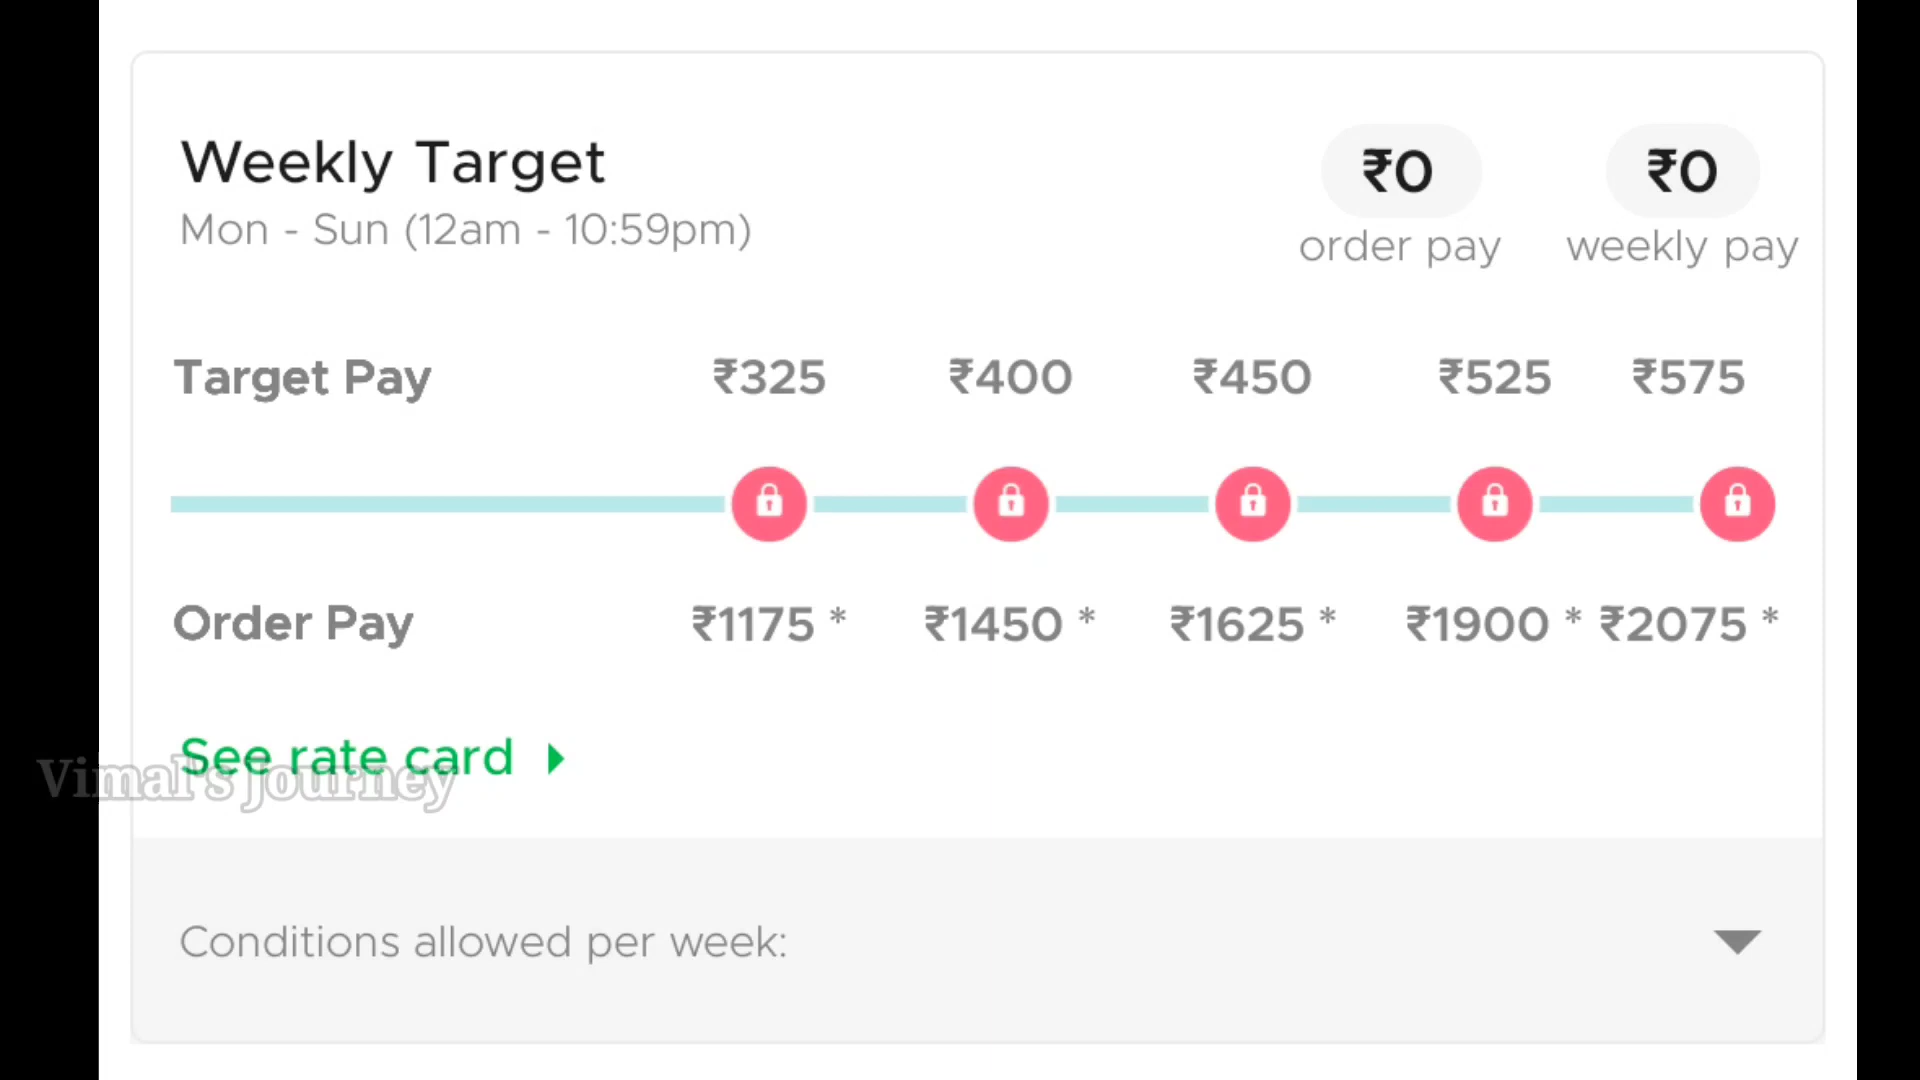 Weekly Target
Mon - Sun (12am - 10:59pm)
₹0
order pay
₹0
weekly pay
Target Pay ₹325 ₹400 ₹450 ₹525 ₹575
Order Pay ₹1175 * ₹1450 * ₹1625 * ₹1900 * ₹2075 *
See rate card
Vimal's journey
Conditions allowed per week: